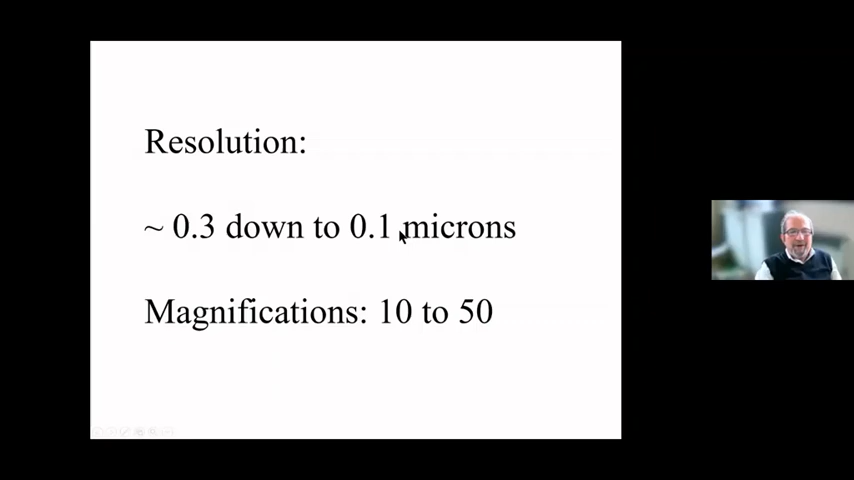 Resolution:
~ 0.3 down to 0.1 microns
Magnifications: 10 to 50